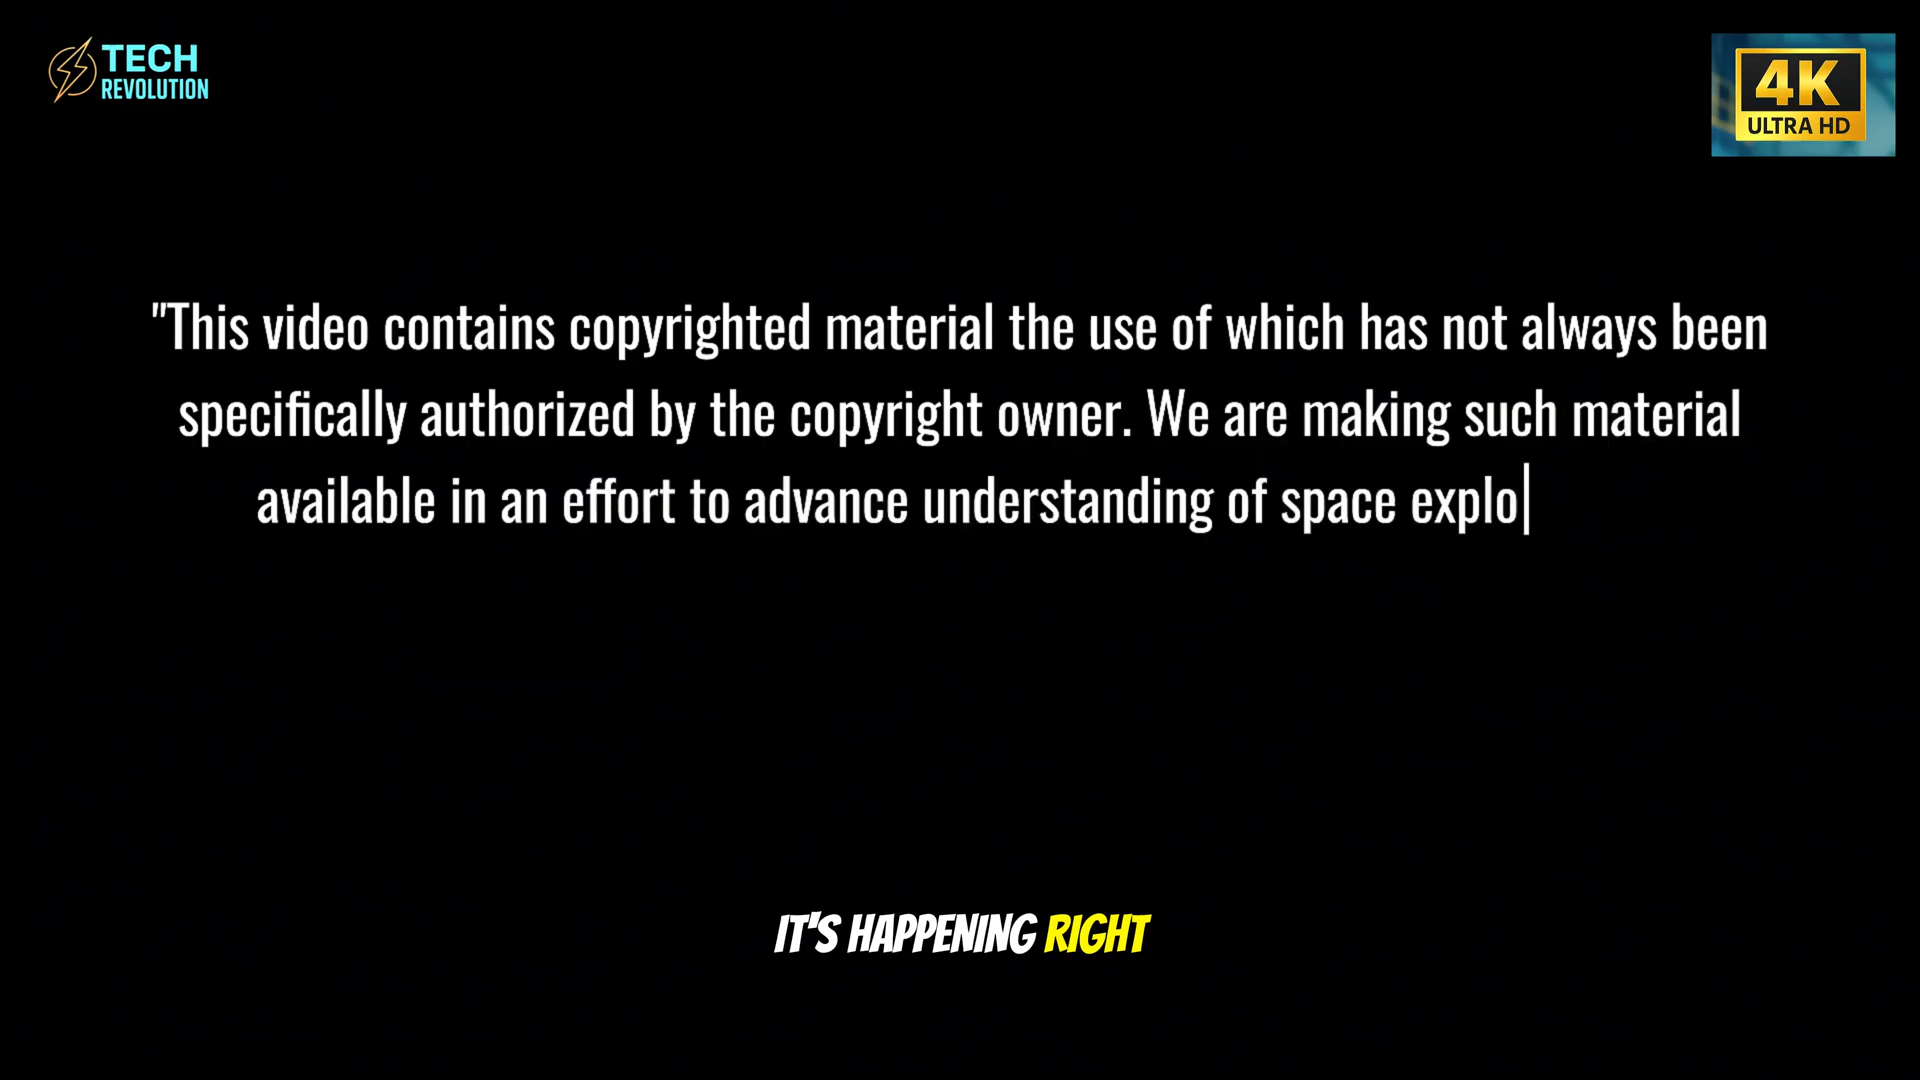 TECH
REVOLUTION
4K
ULTRA HD
"This video contains copyrighted material the use of which has not always been
specifically authorized by the copyright owner. We are making such material
available in an effort to advance understanding of space explo
IT'S HAPPENING RIGHT